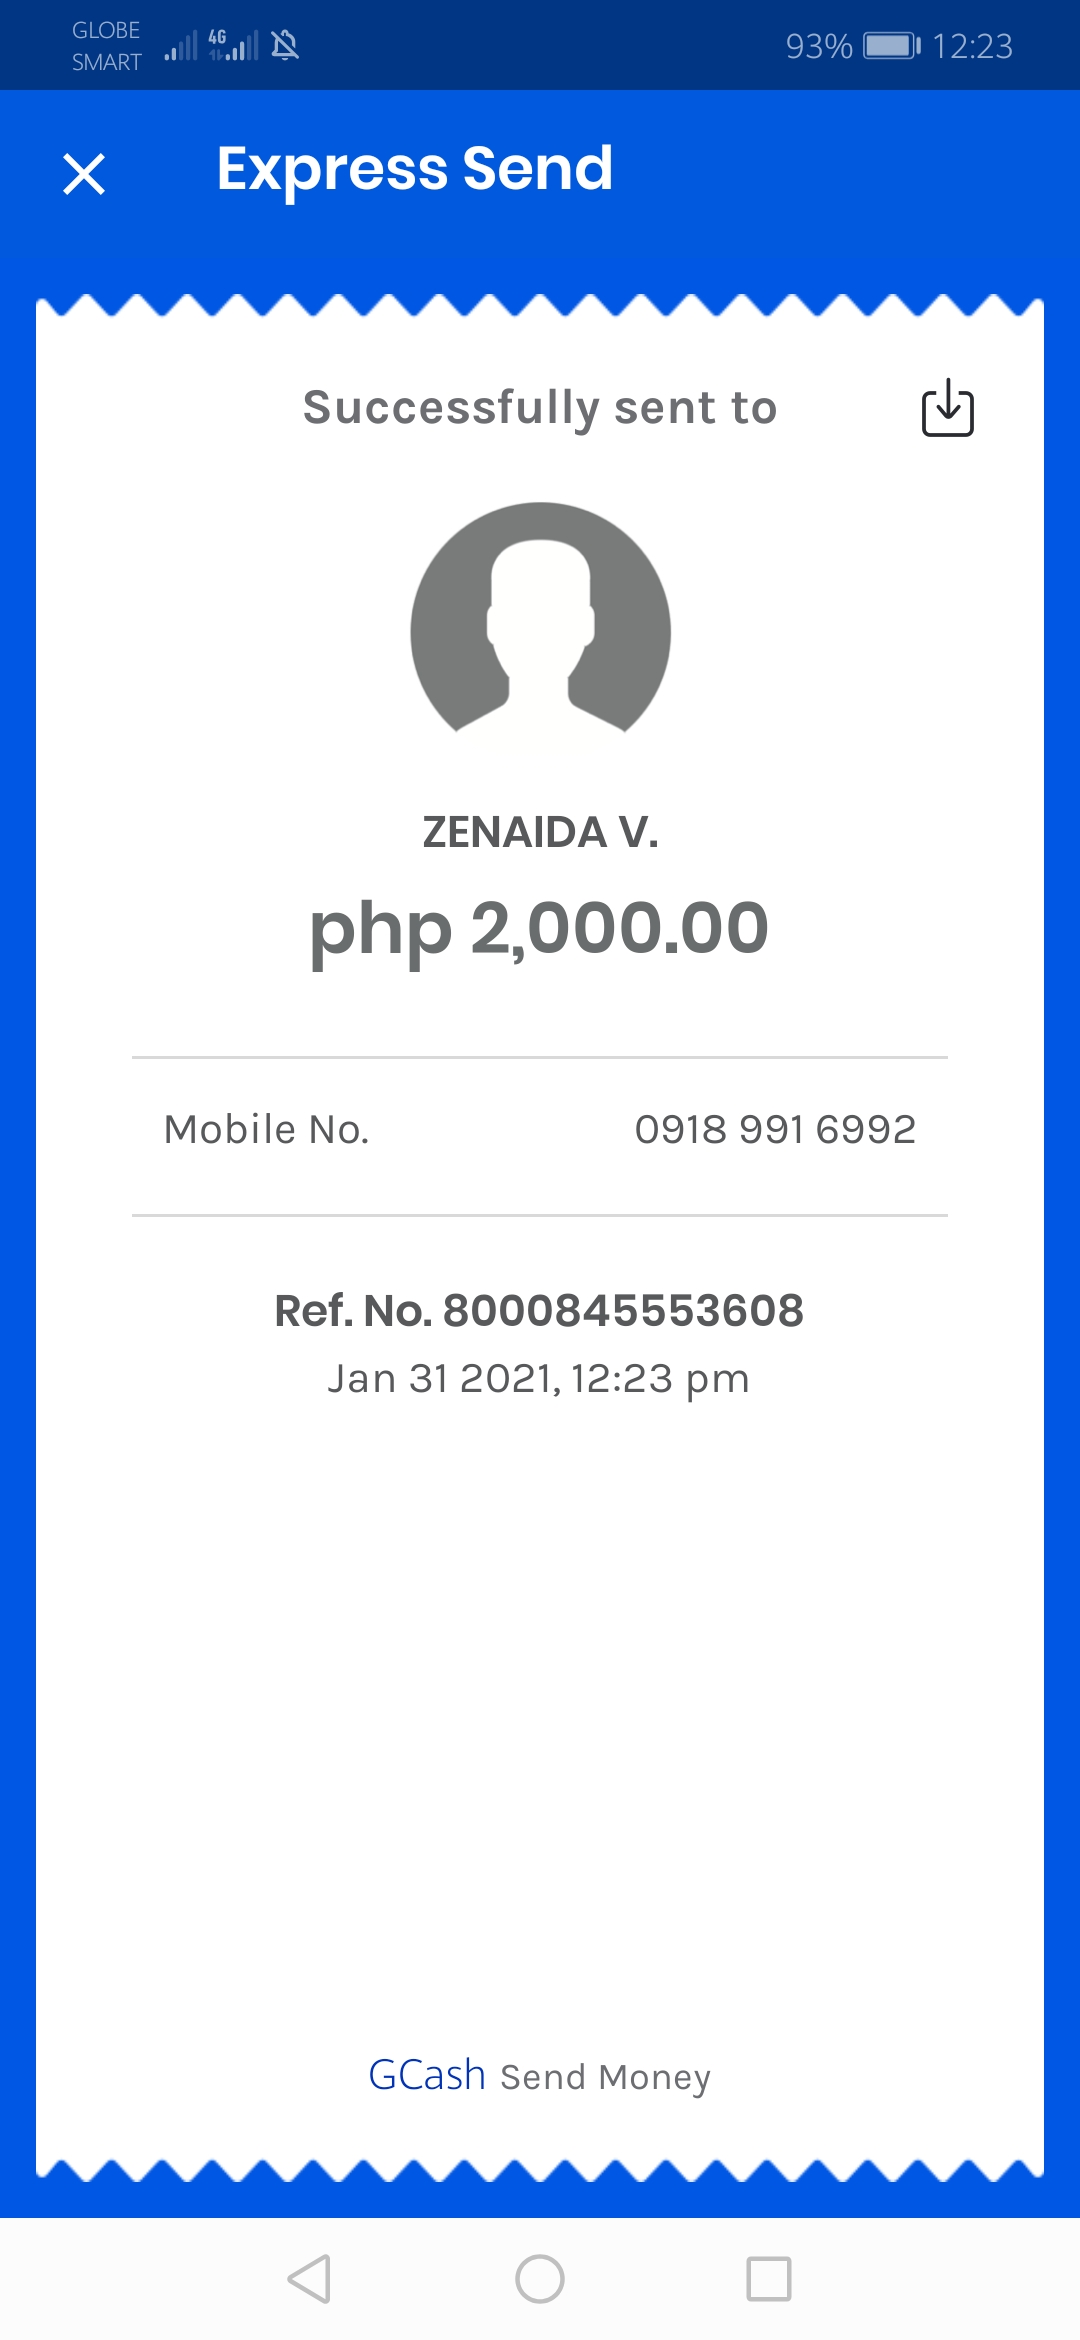 GLOBE
SMART
4G
93%
12:23
Express Send
Successfully sent to
ZENAIDA V.
php 2,000.00
Mobile No. 0918 991 6992
Ref. No. 8000845553608
Jan 31 2021, 12:23 pm
GCash Send Money